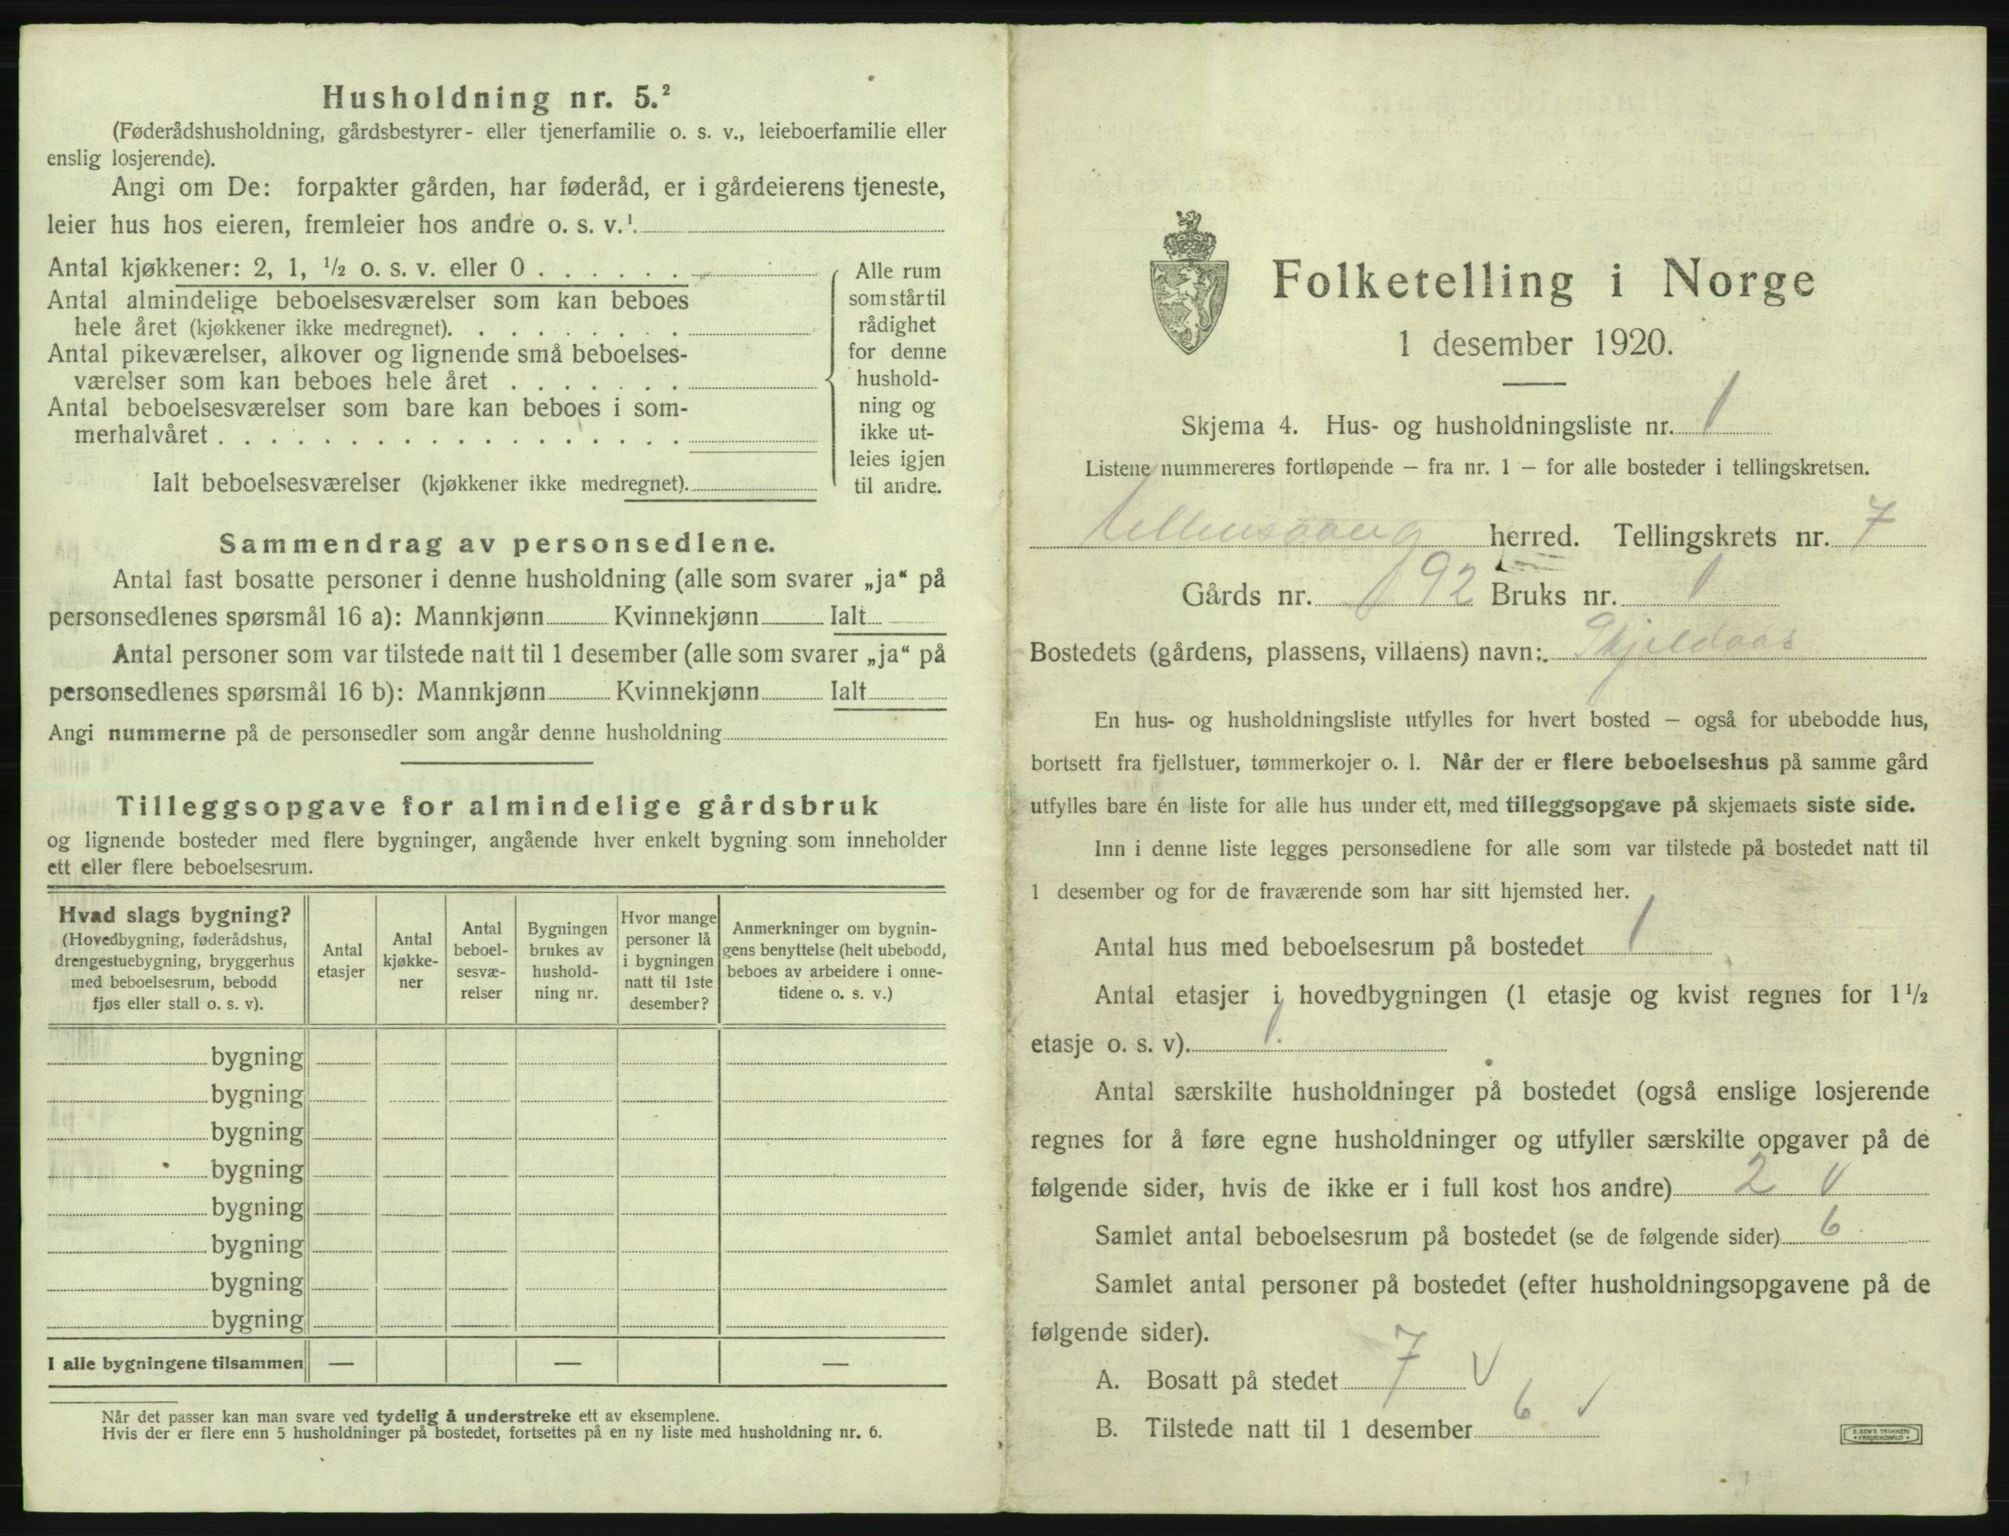 Husholdning nr. 5.²
(Føderådshusholdning, gårdsbestyrer- eller tjenerfamilie o. s. v., leieboerfamilie eller
enslig losjerende).
Angi om De: forpakter gården, har føderåd, er i gårdeierens tjeneste,
leier hus hos eieren, fremleier hos andre o. s. v.¹.
Antal kjøkkener: 2, 1, ½ o. s. v. eller 0 . . . . . .
Antal almindelige beboelsesværelser som kan beboes
hele året (kjøkkener ikke medregnet). . . . . . . . .
Antal pikeværelser, alkover og lignende små beboelses-
værelser som kan beboes hele året . . . . . . .
Antal beboelsesværelser som bare kan beboes i som-
merhalvåret . . . . . . . . . . . . . . . . . .
Ialt beboelsesværelser (kjøkkener ikke medregnet).
Alle rum
som står til
rådighet
for denne
hushold-
ning og
ikke ut-
leies igjen
til andre.
Sammendrag av personsedlene.
Antal fast bosatte personer i denne husholdning (alle som svarer „ja“ på
personsedlenes spørsmål 16 a): Mannkjønn Kvinnekjønn Ialt
Antal personer som var tilstede natt til 1 desember (alle som svarer „ja“ på
personsedlenes spørsmål 16 b): Mannkjønn Kvinnekjønn Ialt
Angi nummerne på de personsedler som angår denne husholdning
Tilleggsopgave for almindelige gårdsbruk
og lignende bosteder med flere bygninger, angående hver enkelt bygning som inneholder
ett eller flere beboelsesrum.
Hvad slags bygning?
(Hovedbygning, føderådshus,
drengestuebygning, bryggerhus
med beboelsesrum, bebodd
fjøs eller stall o. s. v).
Antal
etasjer
Antal
kjøkke-
ner
Antal
beboel-
sesvæ-
relser
Bygningen
brukes av
hushold-
ning nr.
Hvor mange
personer lå
i bygningen
natt til 1ste
desember?
Anmerkninger om bygnin-
gens benyttelse (helt ubebodd,
beboes av arbeidere i onne-
tidene o. s. v.)
bygning
bygning
bygning
bygning
bygning
bygning
bygning
bygning
I alle bygningene tilsammen — — —
Når det passer kan man svare ved tydelig å understreke ett av eksemplene.
Hvis der er flere enn 5 husholdninger på bostedet, fortsettes på en ny liste med husholdning nr. 6.
Folketelling i Norge
1 desember 1920.
Skjema 4. Hus- og husholdningsliste nr. 1
Listene nummereres fortløpende – fra nr. 1 – for alle bosteder i tellingskretsen.
Ullensaker herred. Tellingskrets nr. 7
Gårds nr. 192 Bruks nr. 1
Bostedets (gårdens, plassens, villaens) navn: Skjeldaas
En hus- og husholdningsliste utfylles for hvert bosted – også for ubebodde hus,
bortsett fra fjellstuer, tømmerkojer o. l. Når der er flere beboelseshus på samme gård
utfylles bare én liste for alle hus under ett, med tilleggsopgave på skjemaets siste side.
Inn i denne liste legges personsedlene for alle som var tilstede på bostedet natt til
1 desember og for de fraværende som har sitt hjemsted her.
Antal hus med beboelsesrum på bostedet 1
Antal etasjer i hovedbygningen (1 etasje og kvist regnes for 1½
etasje o. s. v). 1
Antal særskilte husholdninger på bostedet (også enslige losjerende
regnes for å føre egne husholdninger og utfyller særskilte opgaver på de
følgende sider, hvis de ikke er i full kost hos andre) 2 V
Samlet antal beboelsesrum på bostedet (se de følgende sider) 6
Samlet antal personer på bostedet (efter husholdningsopgavene på de
følgende sider).
A. Bosatt på stedet 7 V
B. Tilstede natt til 1 desember 6 ✓
E. SEM'S TRYKKERI
• FREDRIKSHALD •